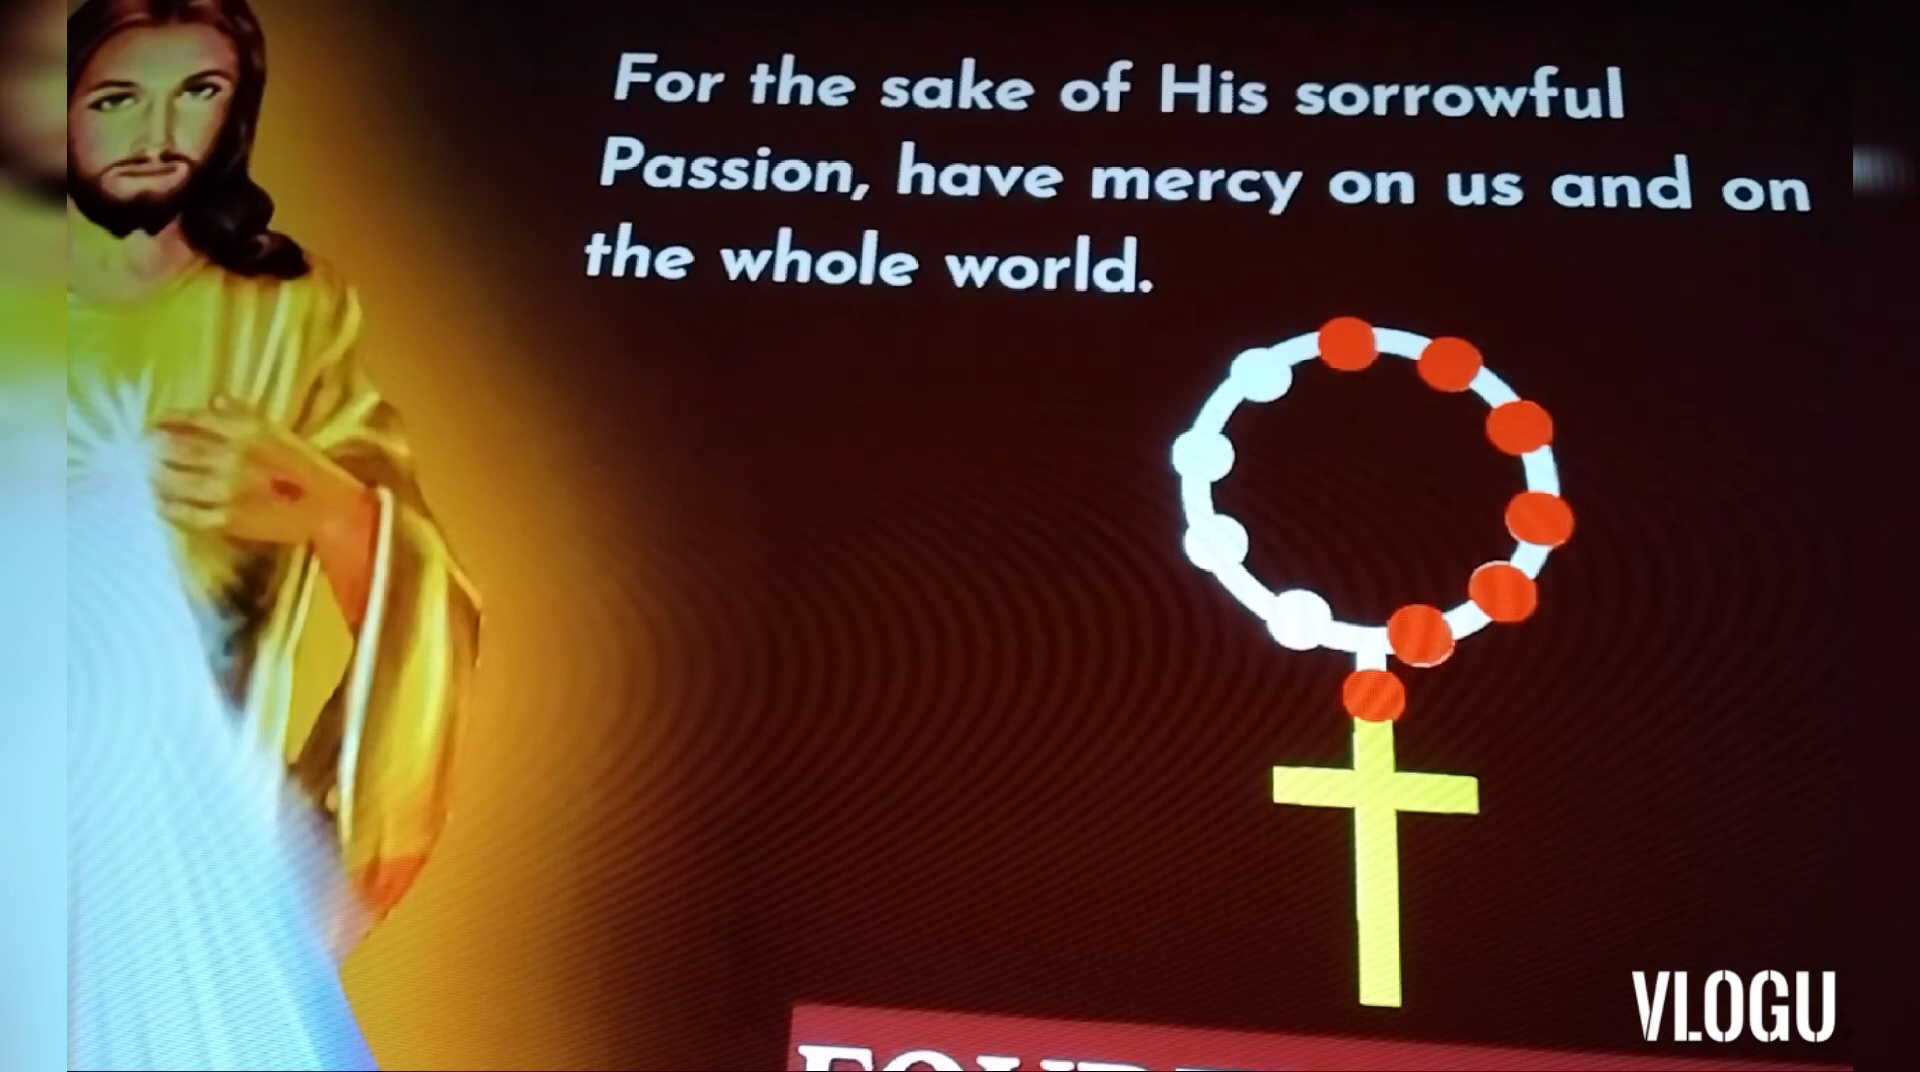 For the sake of His sorrowful
Passion, have mercy on us and on
the whole world.
VLOGU